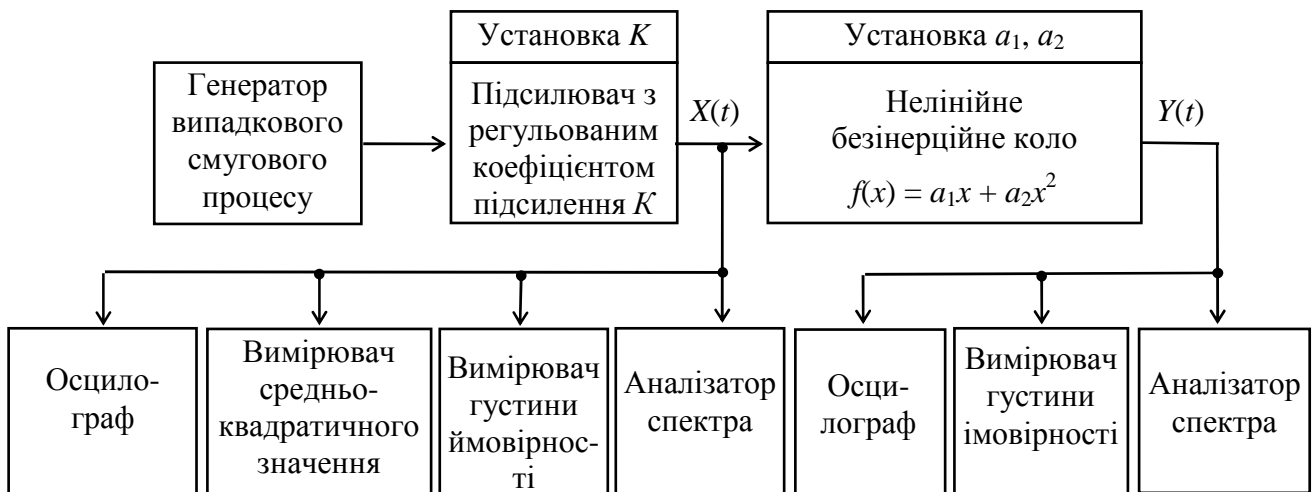 Установка K
Установка a₁, a₂
Генератор
випадкового
смугового
процесу
Підсилювач з
регульованим
коефіцієнтом
підсилення К
X(t)
Нелінійне
безінерційне коло
f(x) = a₁x + a₂x²
Y(t)
Осцило-
граф
Вимірювач
средньо-
квадратичного
значення
Вимірювач
густини
ймовірнос-
ті
Аналізатор
спектра
Осци-
лограф
Вимірювач
густини
імовірності
Аналізатор
спектра